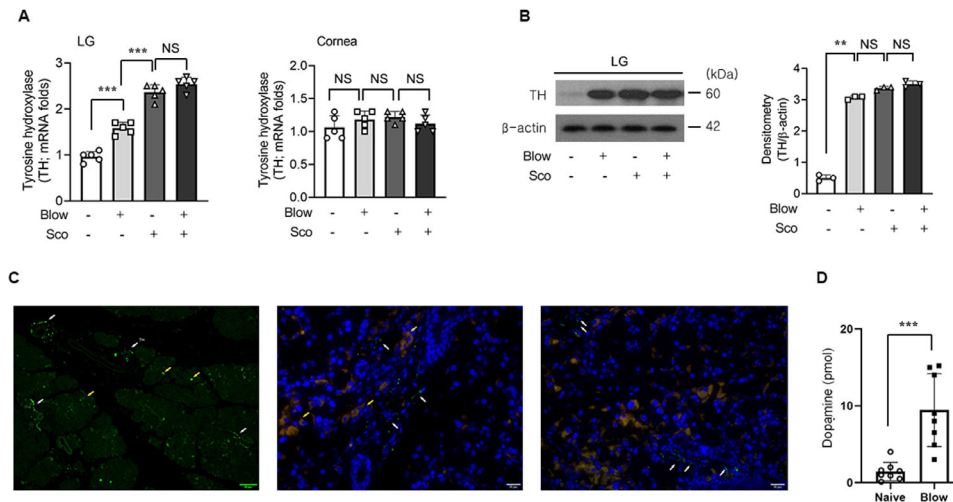 A
LG
Tyrosine hydroxylase
(TH; mRNA folds)
3
2
1
0
***
***
NS
Blow - + - +
Sco - - + +
Cornea
Tyrosine hydroxylase
(TH; mRNA folds)
2.0
1.5
1.0
0.5
0.0
NS
NS
NS
Blow - + - +
Sco - - + +
B
LG
(kDa)
TH
60
β-actin
42
Blow - + - +
Sco - - + +
Densitometry
(TH/β-actin)
4
3
2
1
0
**
NS
NS
Blow - + - +
Sco - - + +
C
D
Dopamine (pmol)
20
10
0
***
Naive Blow